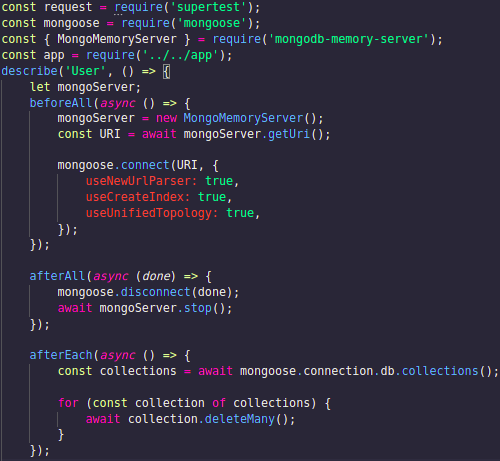 const request = require('supertest');
const mongoose = require('mongoose');
const { MongoMemoryServer } = require('mongodb-memory-server');
const app = require('../../app');
describe('User', () => {
let mongoServer;
beforeAll(async () => {
mongoServer = new MongoMemoryServer();
const URI = await mongoServer.getUri();
mongoose.connect(URI, {
useNewUrlParser: true,
useCreateIndex: true,
useUnifiedTopology: true,
});
});
afterAll(async (done) => {
mongoose.disconnect(done);
await mongoServer.stop();
});
afterEach(async () => {
const collections = await mongoose.connection.db.collections();
for (const collection of collections) {
await collection.deleteMany();
}
});